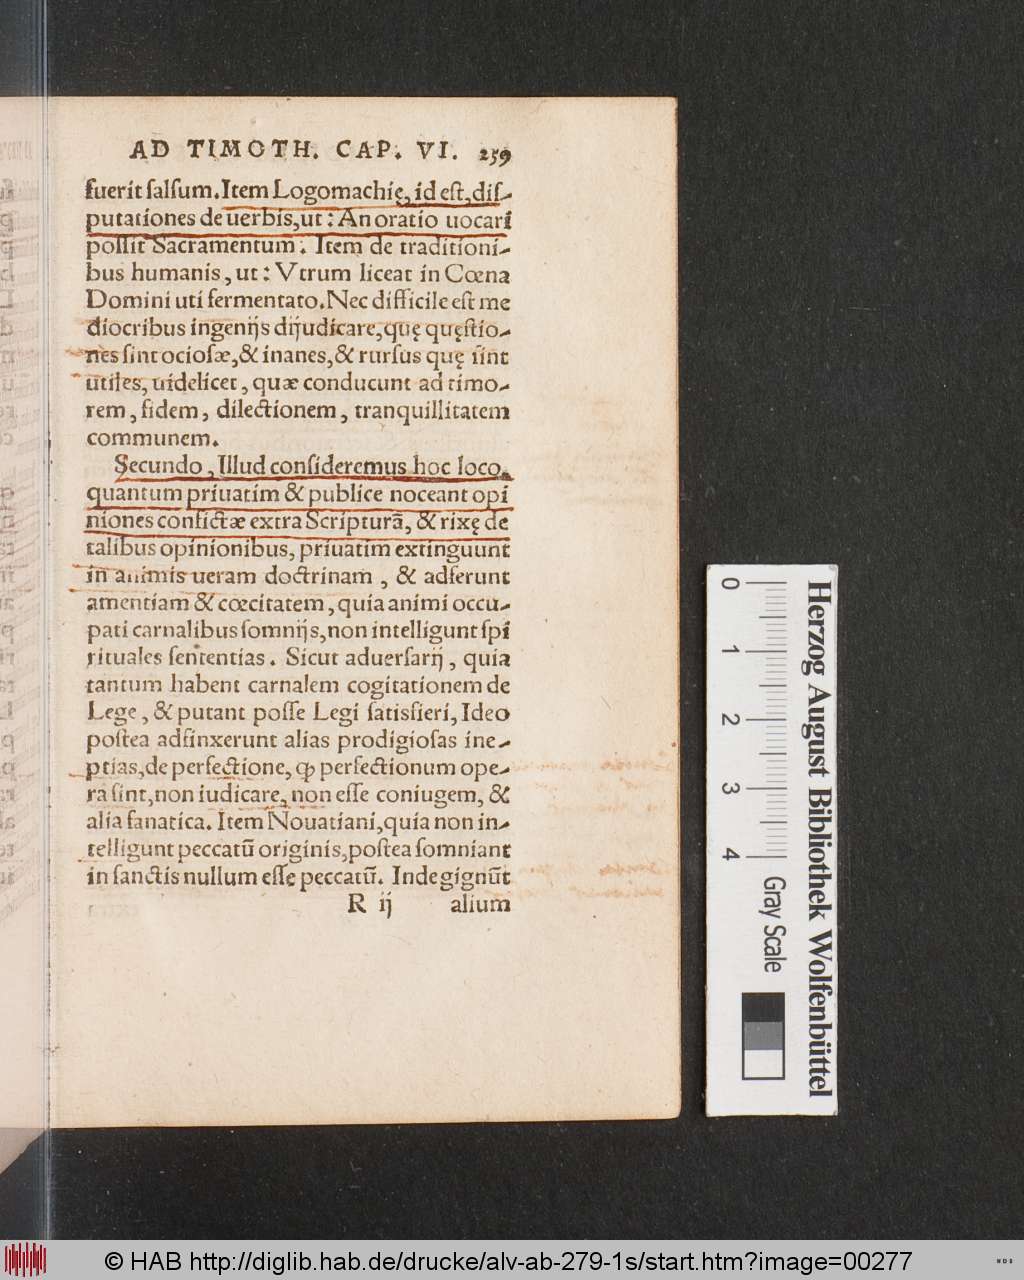 AD TIMOTH. CAP. VI. 259
fuerit falſum. Item Logomachię, id eſt, diſ-
putationes de uerbis, ut: An oratio uocari
poſſit Sacramentum. Item de traditioni-
bus humanis, ut: Vtrum liceat in Cœna
Domini uti fermentato. Nec difficile eſt me
diocribus ingenijs dijudicare, quę quęſtio-
nes ſint ocioſæ, & inanes, & rurſus quę ſint
utiles, uidelicet, quæ conducunt ad timo-
rem, fidem, dilectionem, tranquillitatem
communem.
Secundo, Illud conſideremus hoc loco,
quantum priuatim & publice noceant opi
niones confictæ extra Scripturā, & rixę de
talibus opinionibus, priuatim extinguunt
in animis ueram doctrinam, & adferunt
amentiam & cœcitatem, quia animi occu-
pati carnalibus ſomnijs, non intelligunt ſpi
rituales ſententias. Sicut aduerſarij, quia
tantum habent carnalem cogitationem de
Lege, & putant poſſe Legi ſatisfieri, Ideo
poſtea adfinxerunt alias prodigioſas ine-
ptias, de perfectione, ꝙ perfectionum ope-
ra ſint, non iudicare, non eſſe coniugem, &
alia fanatica. Item Nouatiani, quia non in-
telligunt peccatū originis, poſtea ſomniant
in ſanctis nullum eſſe peccatū. Inde gignūt
R ij alium
Herzog August Bibliothek Wolfenbüttel
0 1 2 3 4
Gray Scale
© HAB http://diglib.hab.de/drucke/alv-ab-279-1s/start.htm?image=00277